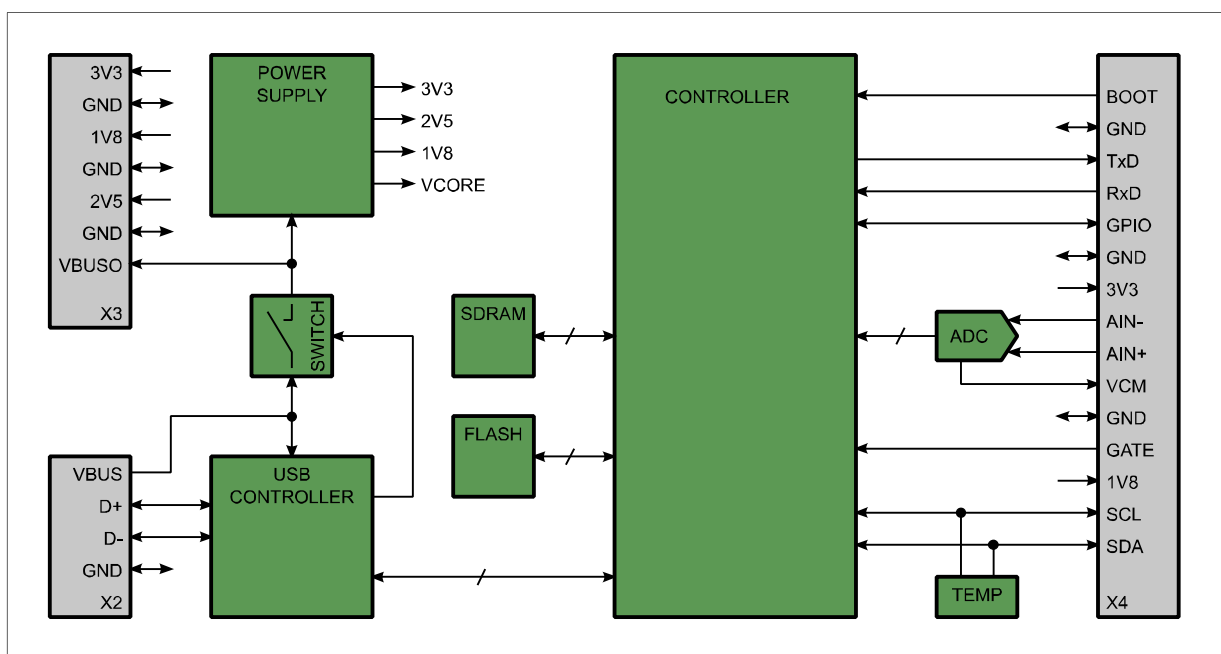 3V3
GND
1V8
GND
2V5
GND
VBUSO
X3
POWER
SUPPLY
3V3
2V5
1V8
VCORE
SWITCH
VBUS
D+
D-
GND
X2
USB
CONTROLLER
SDRAM
FLASH
CONTROLLER
ADC
TEMP
BOOT
GND
TxD
RxD
GPIO
GND
3V3
AIN-
AIN+
VCM
GND
GATE
1V8
SCL
SDA
X4